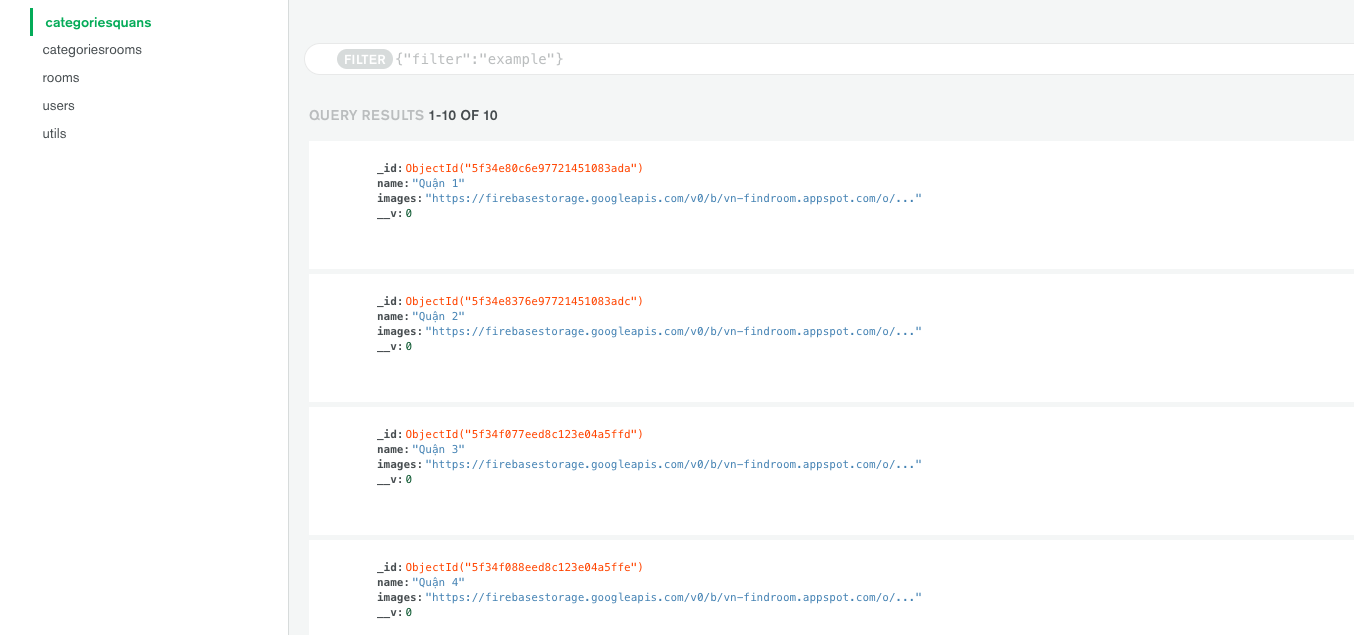 categoriesquans
categoriesrooms
rooms
users
utils
FILTER {"filter":"example"}
QUERY RESULTS 1-10 OF 10
_id: ObjectId("5f34e80c6e97721451083ada")
name: "Quận 1"
images: "https://firebasestorage.googleapis.com/v0/b/vn-findroom.appspot.com/o/..."
__v: 0
_id: ObjectId("5f34e8376e97721451083adc")
name: "Quận 2"
images: "https://firebasestorage.googleapis.com/v0/b/vn-findroom.appspot.com/o/..."
__v: 0
_id: ObjectId("5f34f077eed8c123e04a5ffd")
name: "Quận 3"
images: "https://firebasestorage.googleapis.com/v0/b/vn-findroom.appspot.com/o/..."
__v: 0
_id: ObjectId("5f34f088eed8c123e04a5ffe")
name: "Quận 4"
images: "https://firebasestorage.googleapis.com/v0/b/vn-findroom.appspot.com/o/..."
__v: 0